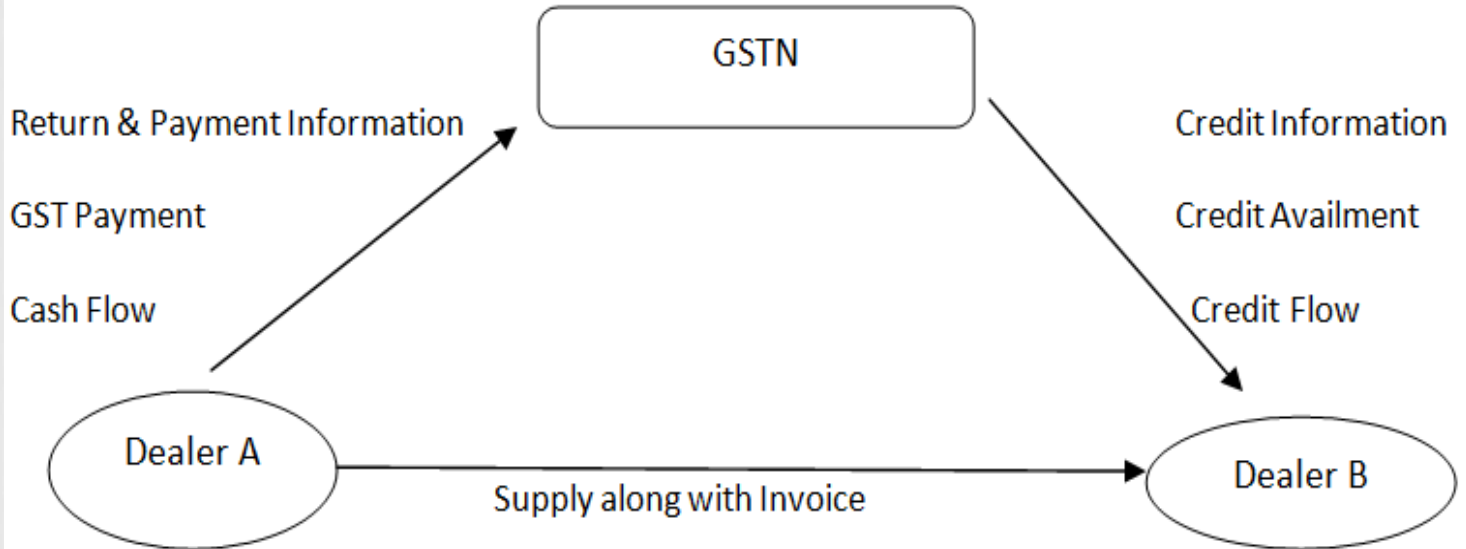 GSTN
Return & Payment Information
Credit Information
GST Payment
Credit Availment
Cash Flow
Credit Flow
Dealer A
Supply along with Invoice
Dealer B